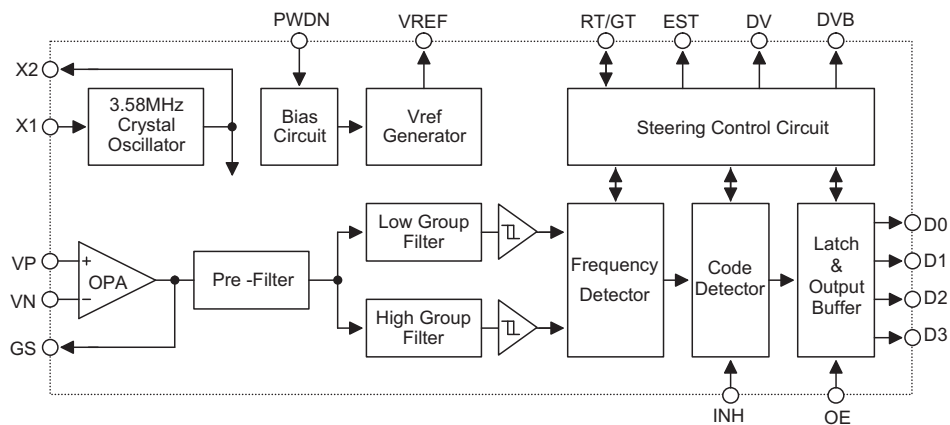 PWDN
VREF
RT/GT
EST
DV
DVB
X2
X1
3.58MHz
Crystal
Oscillator
Bias
Circuit
Vref
Generator
Steering Control Circuit
VP
VN
GS
+
−
OPA
Pre -Filter
Low Group
Filter
High Group
Filter
Frequency
Detector
Code
Detector
Latch
&
Output
Buffer
D0
D1
D2
D3
INH
OE